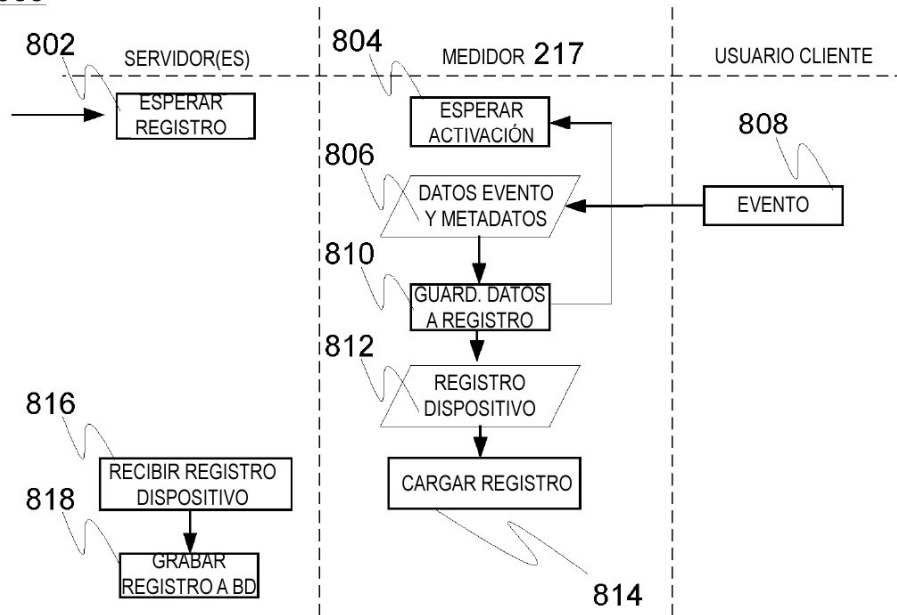 802
SERVIDOR(ES)
804
MEDIDOR 217
USUARIO CLIENTE
ESPERAR
REGISTRO
ESPERAR
ACTIVACIÓN
808
806
DATOS EVENTO
Y METADATOS
EVENTO
810
GUARD. DATOS
A REGISTRO
812
REGISTRO
DISPOSITIVO
816
RECIBIR REGISTRO
DISPOSITIVO
CARGAR REGISTRO
818
GRABAR
REGISTRO A BD
814